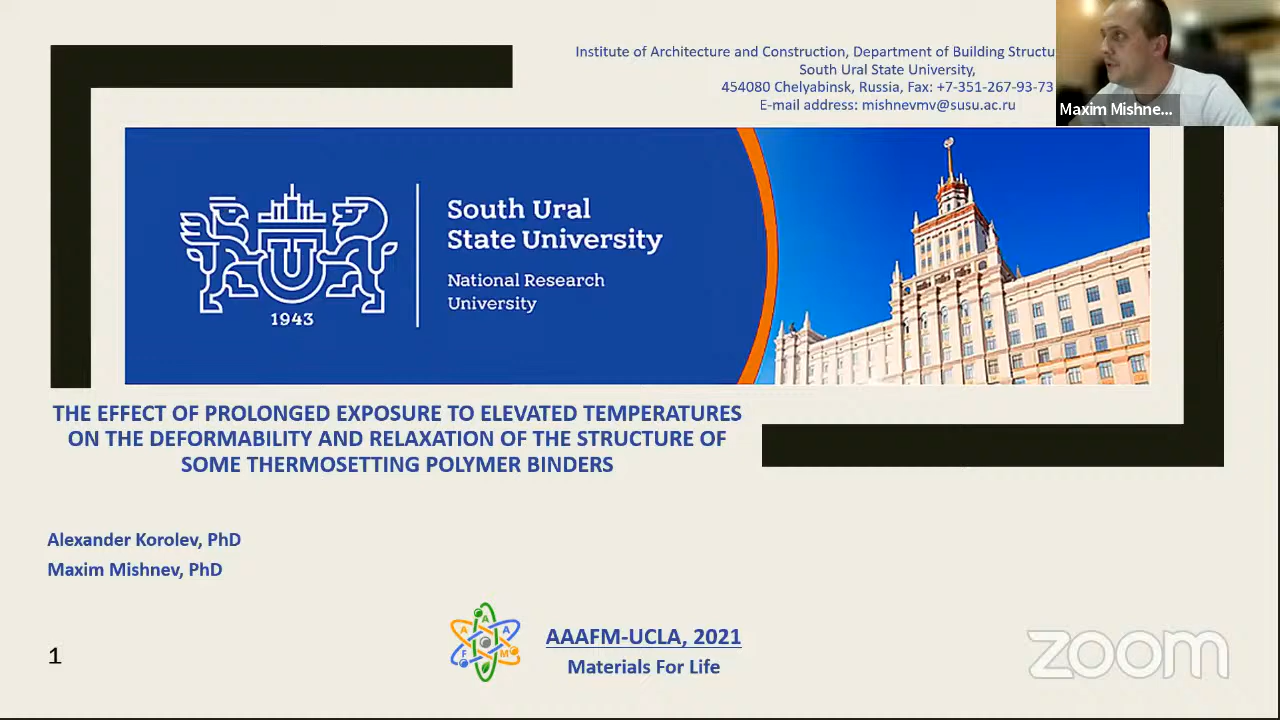 Institute of Architecture and Construction, Department of Building
South Ural State University,
454080 Chelyabinsk, Russia, Fax: +7-351-267-93-73
E-mail address: mishnevmv@susu.ac.ru
Maxim Mishne...
South Ural
State University
National Research
University
1943
THE EFFECT OF PROLONGED EXPOSURE TO ELEVATED TEMPERATURES
ON THE DEFORMABILITY AND RELAXATION OF THE STRUCTURE OF
SOME THERMOSETTING POLYMER BINDERS
Alexander Korolev, PhD
Maxim Mishnev, PhD
A A A F M
AAAFM-UCLA, 2021
Materials For Life
1
zoom